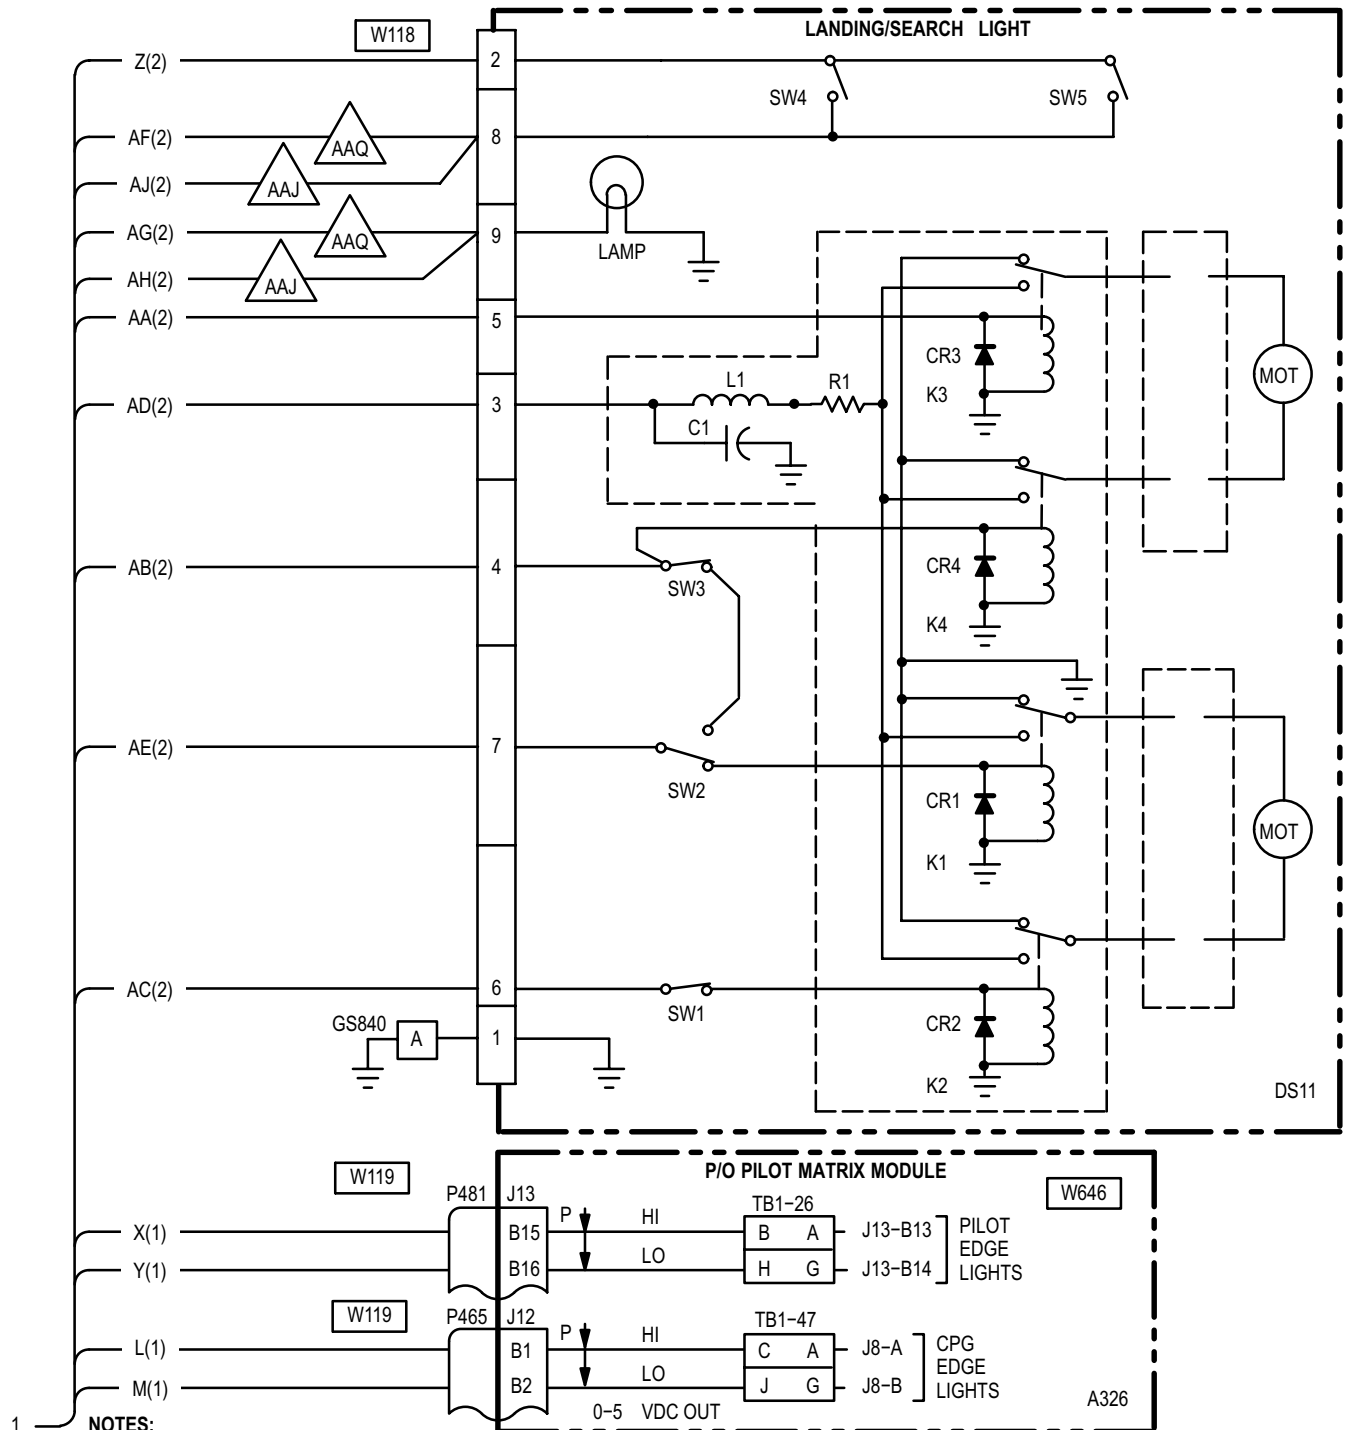 LANDING/SEARCH LIGHT
W118
Z(2) 2 SW4 SW5
AF(2) AAQ 8
AJ(2) AAJ
AG(2) AAQ 9 LAMP
AH(2) AAJ
AA(2) 5 CR3 K3 MOT
AD(2) 3 L1 R1
C1
AB(2) 4 SW3 CR4
K4
AE(2) 7 SW2 CR1 MOT
K1
AC(2) 6 SW1 CR2
GS840 A 1
K2 DS11
P/O PILOT MATRIX MODULE
W119 W646
P481 J13 TB1−26
X(1) B15 P HI B A J13−B13 PILOT
EDGE
Y(1) B16 LO H G J13−B14 LIGHTS
W119
P465 J12 TB1−47
L(1) B1 P HI C A J8−A CPG
EDGE
M(1) B2 LO J G J8−B LIGHTS
0−5 VDC OUT A326
1 NOTES: